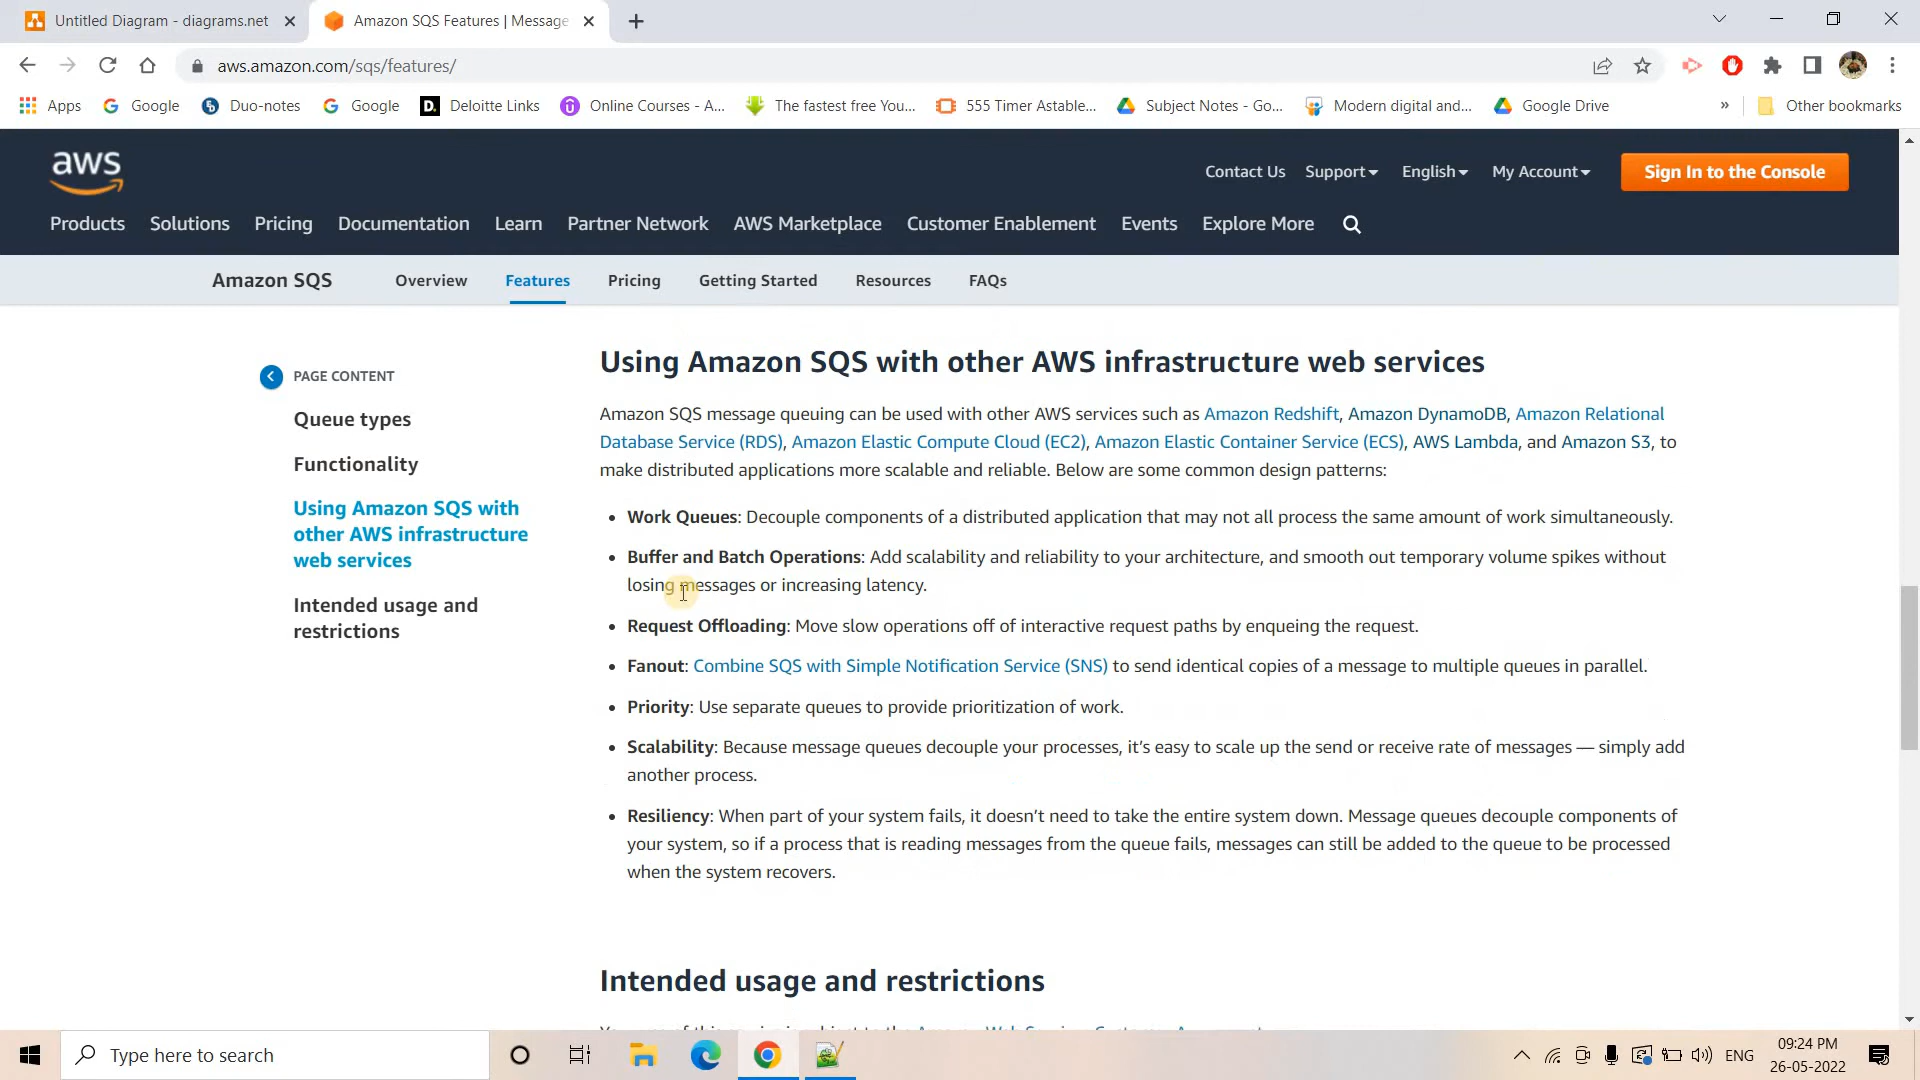 Untitled Diagram - diagrams.net
Amazon SQS Features | Message
aws.amazon.com/sqs/features/
Apps
Google
Duo-notes
Google
Deloitte Links
Online Courses - A...
The fastest free You...
555 Timer Astable...
Subject Notes - Go...
Modern digital and...
Google Drive
»
Other bookmarks
aws
Contact Us
Support
English
My Account
Sign In to the Console
Products
Solutions
Pricing
Documentation
Learn
Partner Network
AWS Marketplace
Customer Enablement
Events
Explore More
Amazon SQS
Overview
Features
Pricing
Getting Started
Resources
FAQs
PAGE CONTENT
Queue types
Functionality
Using Amazon SQS with
other AWS infrastructure
web services
Intended usage and
restrictions
Using Amazon SQS with other AWS infrastructure web services
Amazon SQS message queuing can be used with other AWS services such as Amazon Redshift, Amazon DynamoDB, Amazon Relational
Database Service (RDS), Amazon Elastic Compute Cloud (EC2), Amazon Elastic Container Service (ECS), AWS Lambda, and Amazon S3, to
make distributed applications more scalable and reliable. Below are some common design patterns:
• Work Queues: Decouple components of a distributed application that may not all process the same amount of work simultaneously.
• Buffer and Batch Operations: Add scalability and reliability to your architecture, and smooth out temporary volume spikes without
losing messages or increasing latency.
• Request Offloading: Move slow operations off of interactive request paths by enqueing the request.
• Fanout: Combine SQS with Simple Notification Service (SNS) to send identical copies of a message to multiple queues in parallel.
• Priority: Use separate queues to provide prioritization of work.
• Scalability: Because message queues decouple your processes, it's easy to scale up the send or receive rate of messages — simply add
another process.
• Resiliency: When part of your system fails, it doesn't need to take the entire system down. Message queues decouple components of
your system, so if a process that is reading messages from the queue fails, messages can still be added to the queue to be processed
when the system recovers.
Intended usage and restrictions
Type here to search
ENG
09:24 PM
26-05-2022